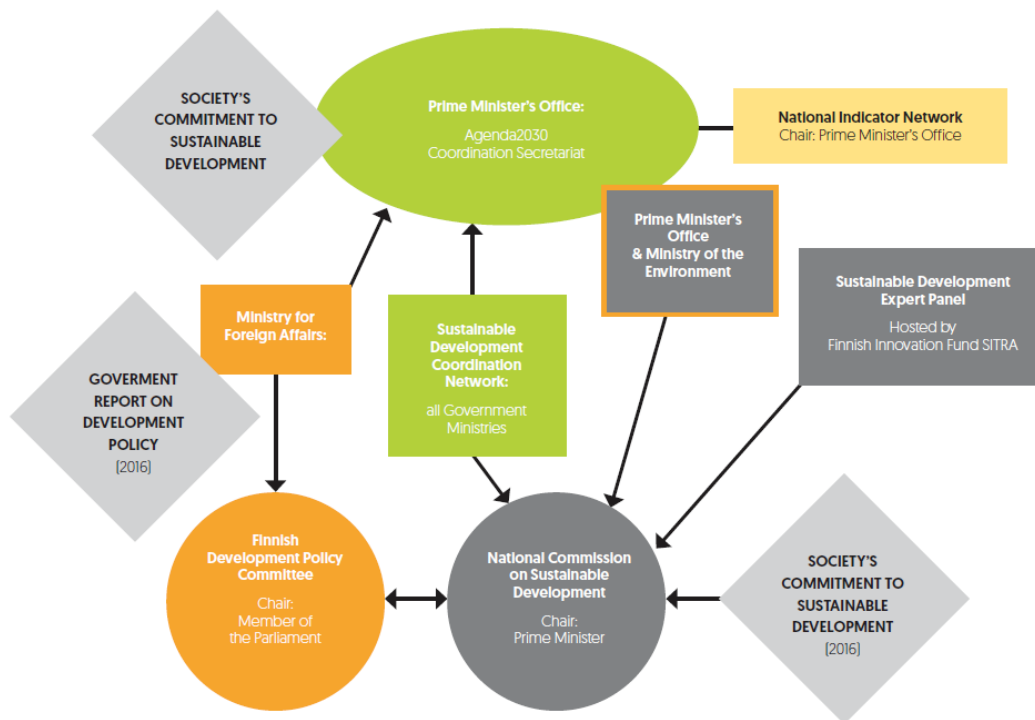 SOCIETY'S
COMMITMENT TO
SUSTAINABLE
DEVELOPMENT
Prime Minister's Office:
Agenda2030
Coordination Secretariat
National Indicator Network
Chair: Prime Minister's Office
Prime Minister's
Office
& Ministry of the
Environment
Sustainable Development
Expert Panel
Hosted by
Finnish Innovation Fund SITRA
Ministry for
Foreign Affairs:
Sustainable
Development
Coordination
Network:
all Government
Ministries
GOVERMENT
REPORT ON
DEVELOPMENT
POLICY
(2016)
Finnish
Development Policy
Committee
Chair:
Member of
the Parliament
National Commission
on Sustainable
Development
Chair:
Prime Minister
SOCIETY'S
COMMITMENT TO
SUSTAINABLE
DEVELOPMENT
(2016)